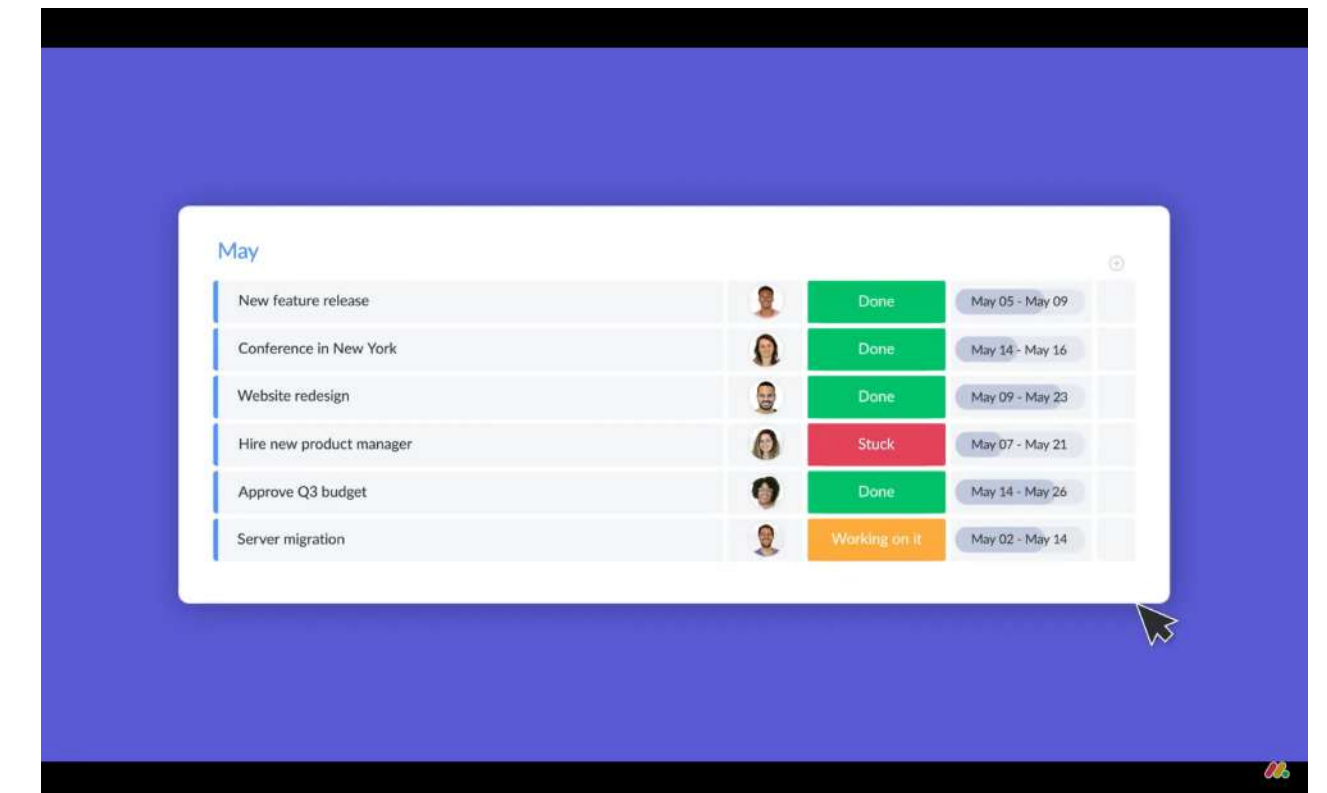 May
New feature release Done May 05 - May 09
Conference in New York Done May 14 - May 16
Website redesign Done May 09 - May 23
Hire new product manager Stuck May 07 - May 21
Approve Q3 budget Done May 14 - May 26
Server migration Working on it May 02 - May 14